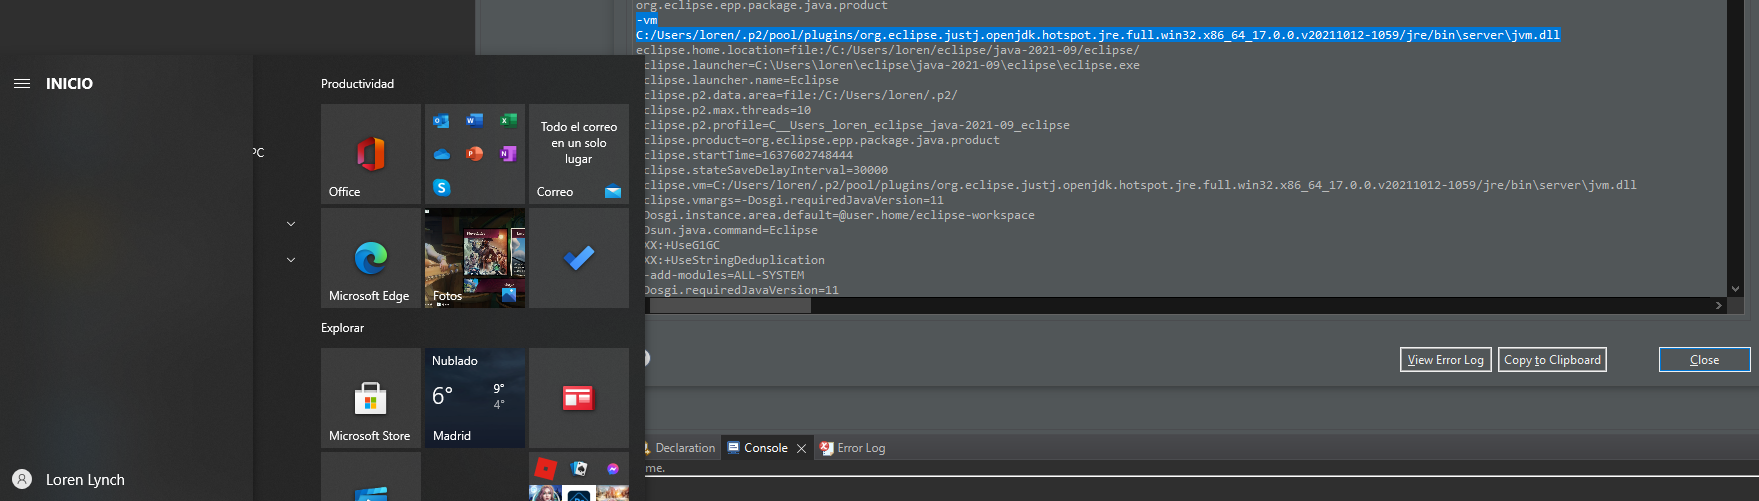 INICIO
PC
Loren Lynch
Productividad
Office
Todo el correo
en un solo
lugar
Correo
Microsoft Edge
Fotos
Explorar
Microsoft Store
Nublado
6°
9°
4°
Madrid
org.eclipse.epp.package.java.product
-vm
C:/Users/loren/.p2/pool/plugins/org.eclipse.justj.openjdk.hotspot.jre.full.win32.x86_64_17.0.0.v20211012-1059/jre/bin\server\jvm.dll
eclipse.home.location=file:/C:/Users/loren/eclipse/java-2021-09/eclipse/
clipse.launcher=C:\Users\loren\eclipse\java-2021-09\eclipse\eclipse.exe
clipse.launcher.name=Eclipse
clipse.p2.data.area=file:/C:/Users/loren/.p2/
clipse.p2.max.threads=10
clipse.p2.profile=C__Users_loren_eclipse_java-2021-09_eclipse
clipse.product=org.eclipse.epp.package.java.product
clipse.startTime=1637602748444
clipse.stateSaveDelayInterval=30000
clipse.vm=C:/Users/loren/.p2/pool/plugins/org.eclipse.justj.openjdk.hotspot.jre.full.win32.x86_64_17.0.0.v20211012-1059/jre/bin\server\jvm.dll
clipse.vmargs=-Dosgi.requiredJavaVersion=11
Dosgi.instance.area.default=@user.home/eclipse-workspace
Dsun.java.command=Eclipse
XX:+UseG1GC
XX:+UseStringDeduplication
-add-modules=ALL-SYSTEM
Dosgi.requiredJavaVersion=11
View Error Log
Copy to Clipboard
Close
Declaration
Console
Error Log
me.